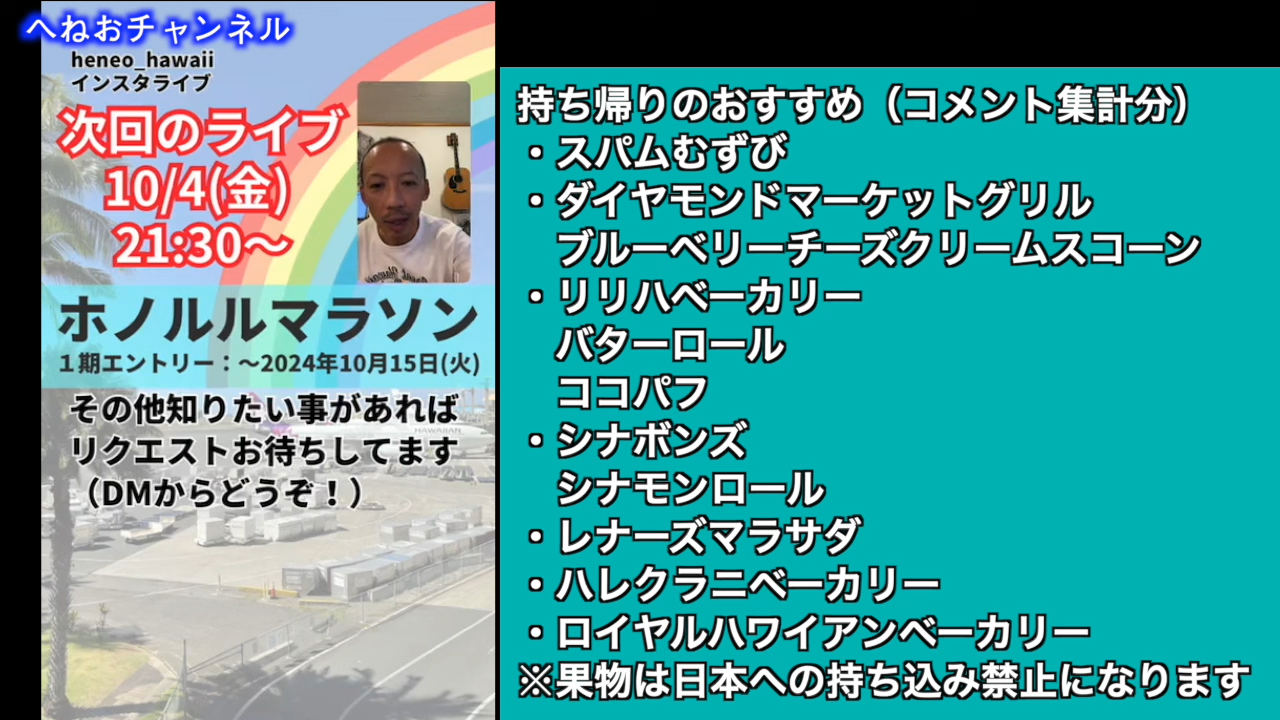 へねおチャンネル
heneo_hawaii
インスタライブ
次回のライブ
10/4(金)
21:30〜
ホノルルマラソン
1期エントリー：〜2024年10月15日(火)
その他知りたい事があれば
リクエストお待ちしてます
（DMからどうぞ！）
HAWAIIAN
持ち帰りのおすすめ（コメント集計分）
・スパムむずび
・ダイヤモンドマーケットグリル
ブルーベリーチーズクリームスコーン
・リリハベーカリー
バターロール
ココパフ
・シナボンズ
シナモンロール
・レナーズマラサダ
・ハレクラニベーカリー
・ロイヤルハワイアンベーカリー
※果物は日本への持ち込み禁止になります